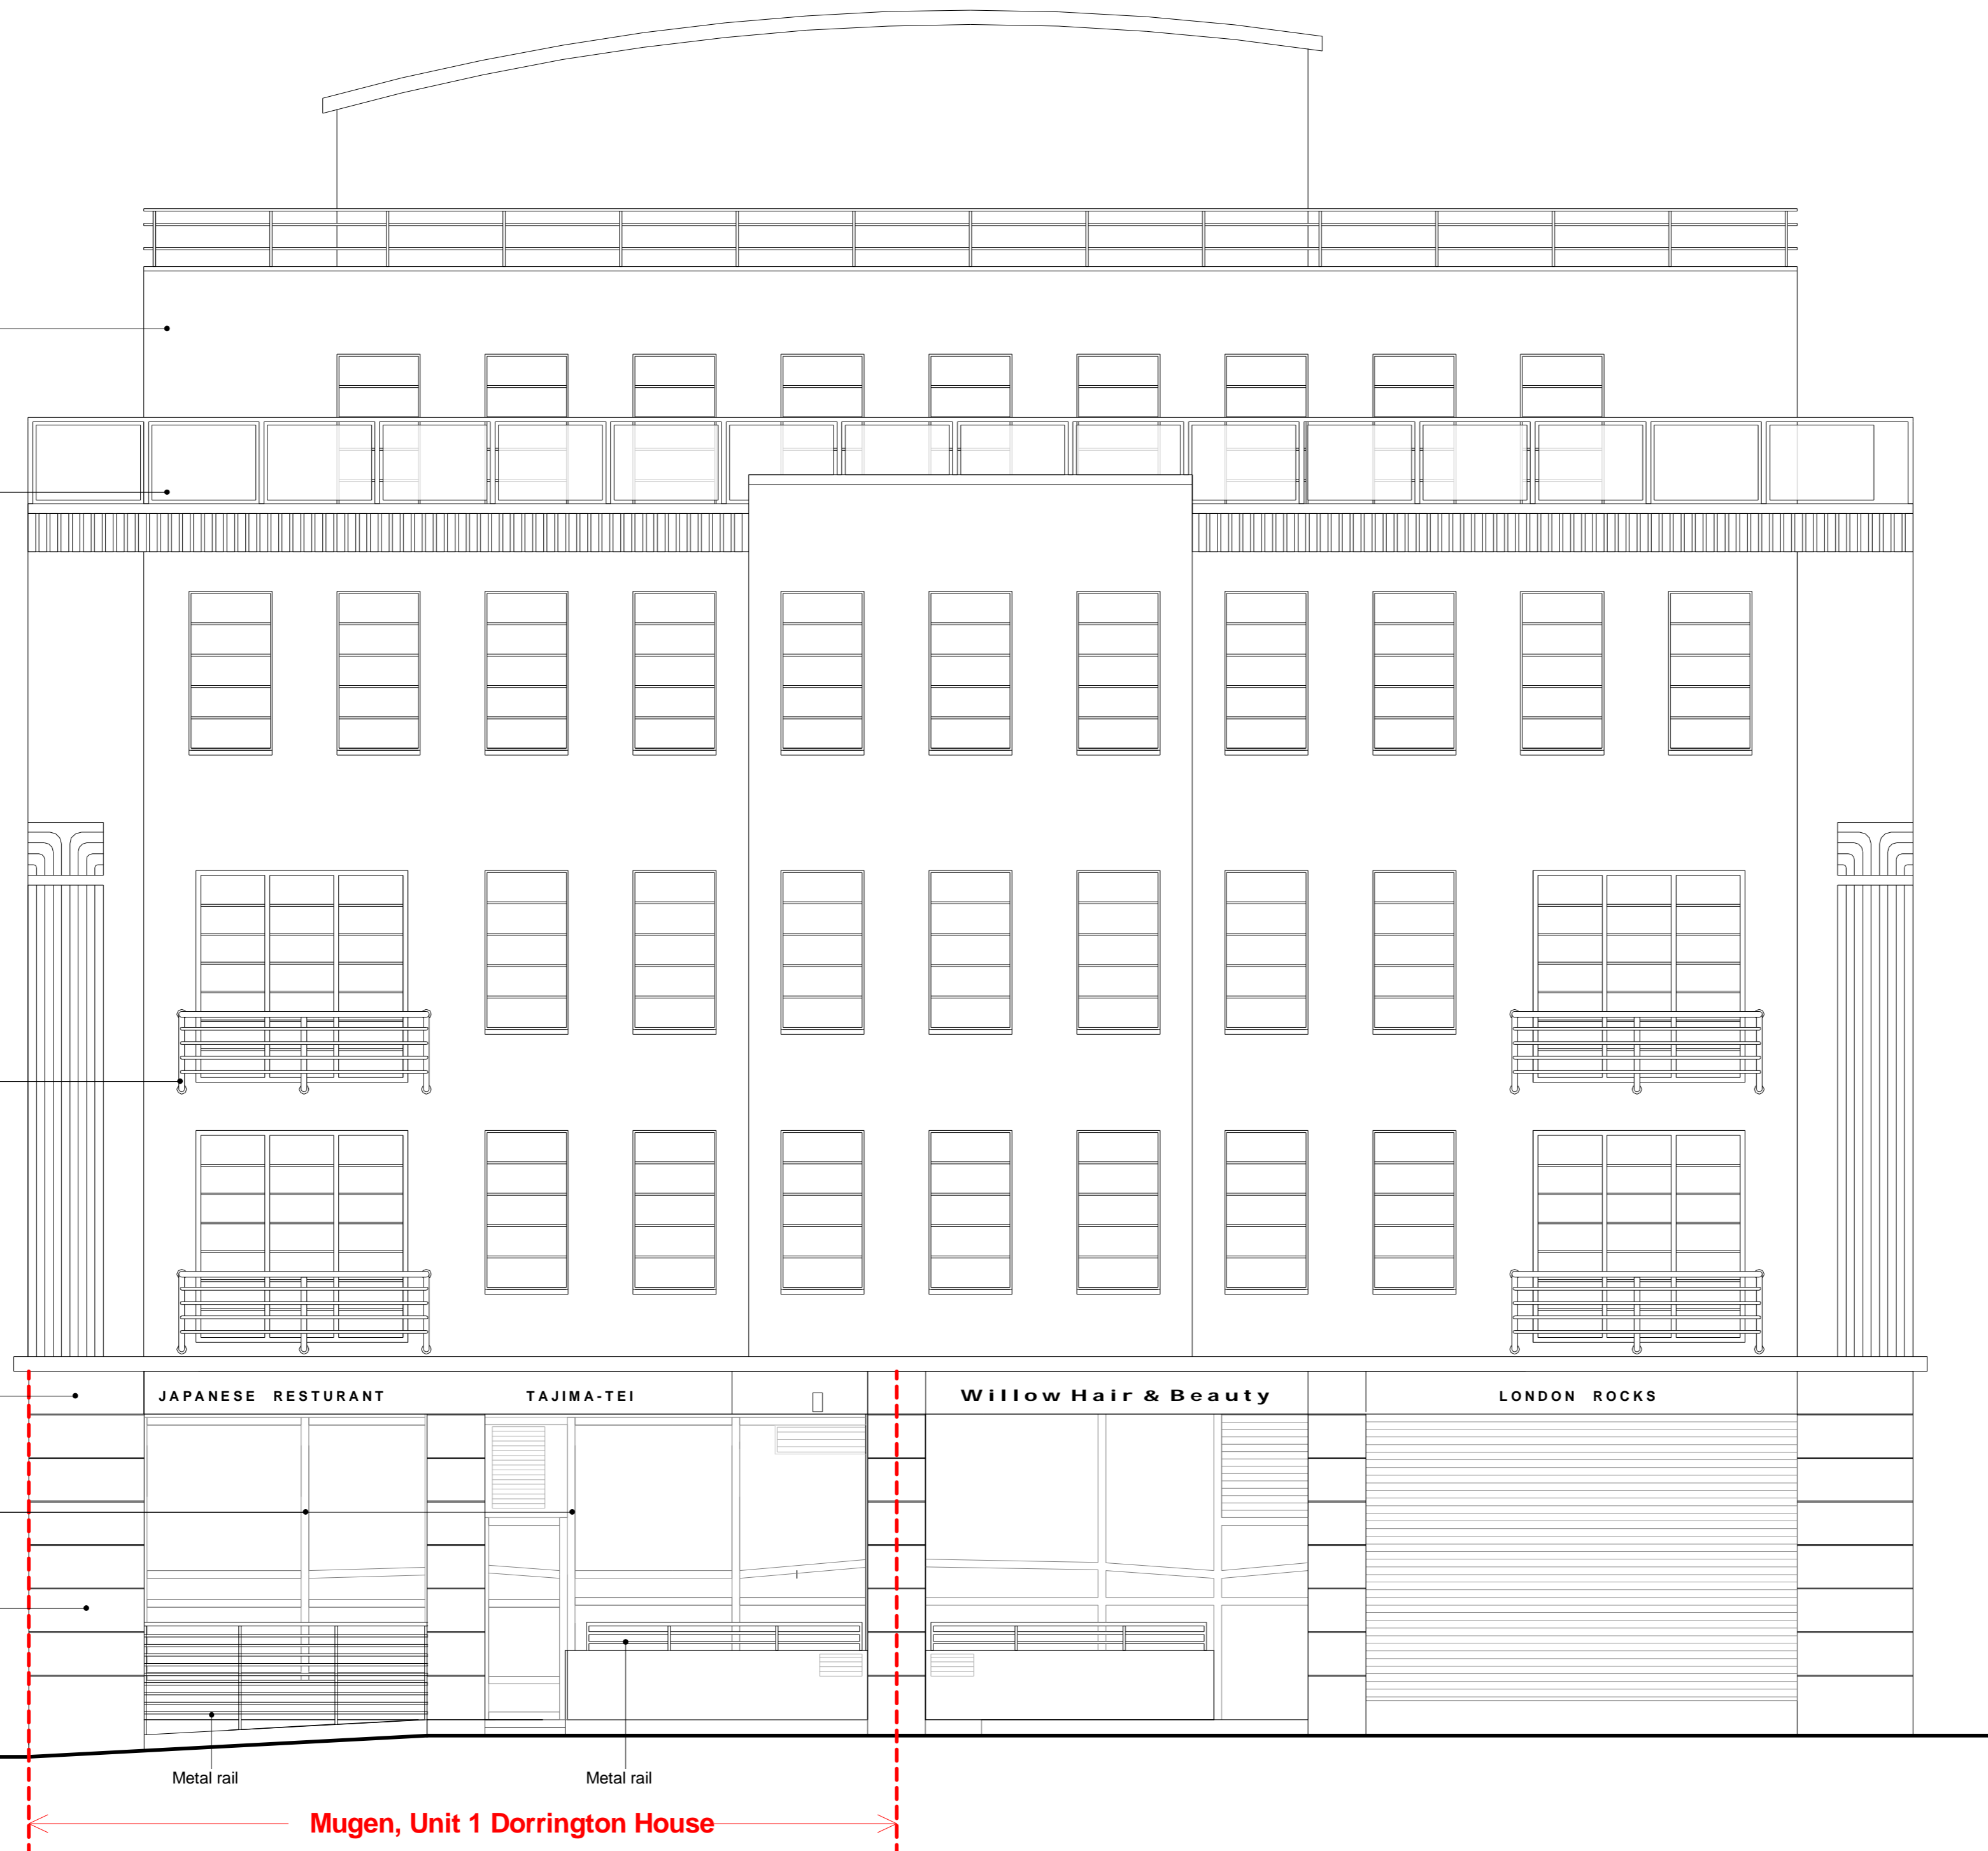 JAPANESE RESTURANT TAJIMA-TEI Willow Hair & Beauty LONDON ROCKS
Metal rail Metal rail
Mugen, Unit 1 Dorrington House